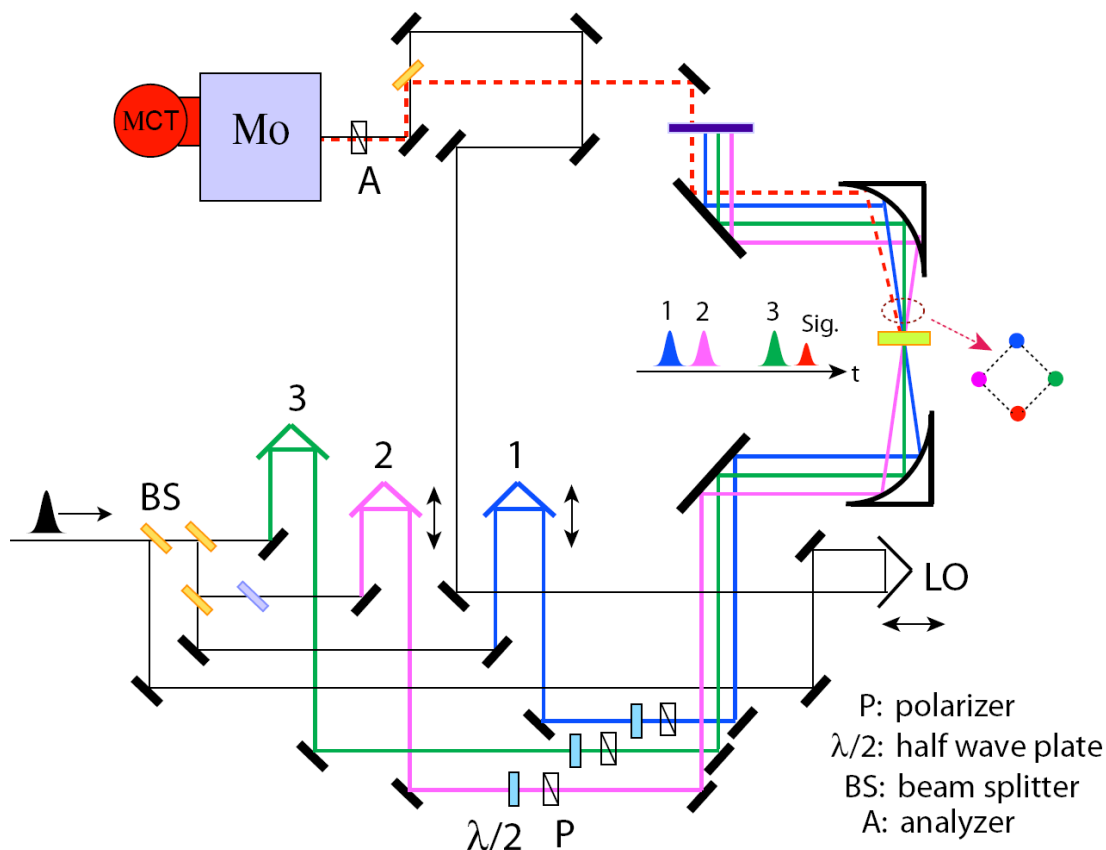 MCT
Mo
A
1
2
3
Sig.
t
3
2
1
BS
LO
P: polarizer
λ/2: half wave plate
BS: beam splitter
A: analyzer
λ/2
P